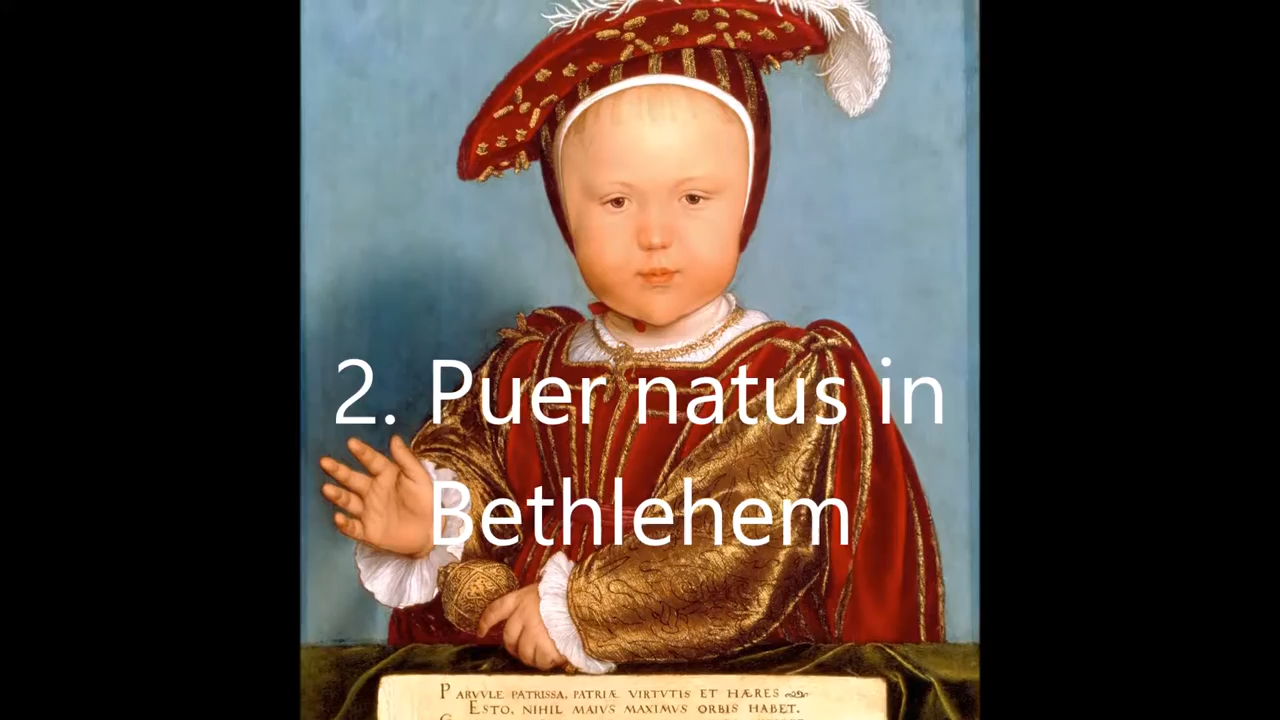 2. Puer natus in
Bethlehem
PARVVLE PATRISSA, PATRIÆ VIRTVTIS ET HÆRES
ESTO, NIHIL MAIVS MAXIMVS ORBIS HABET.